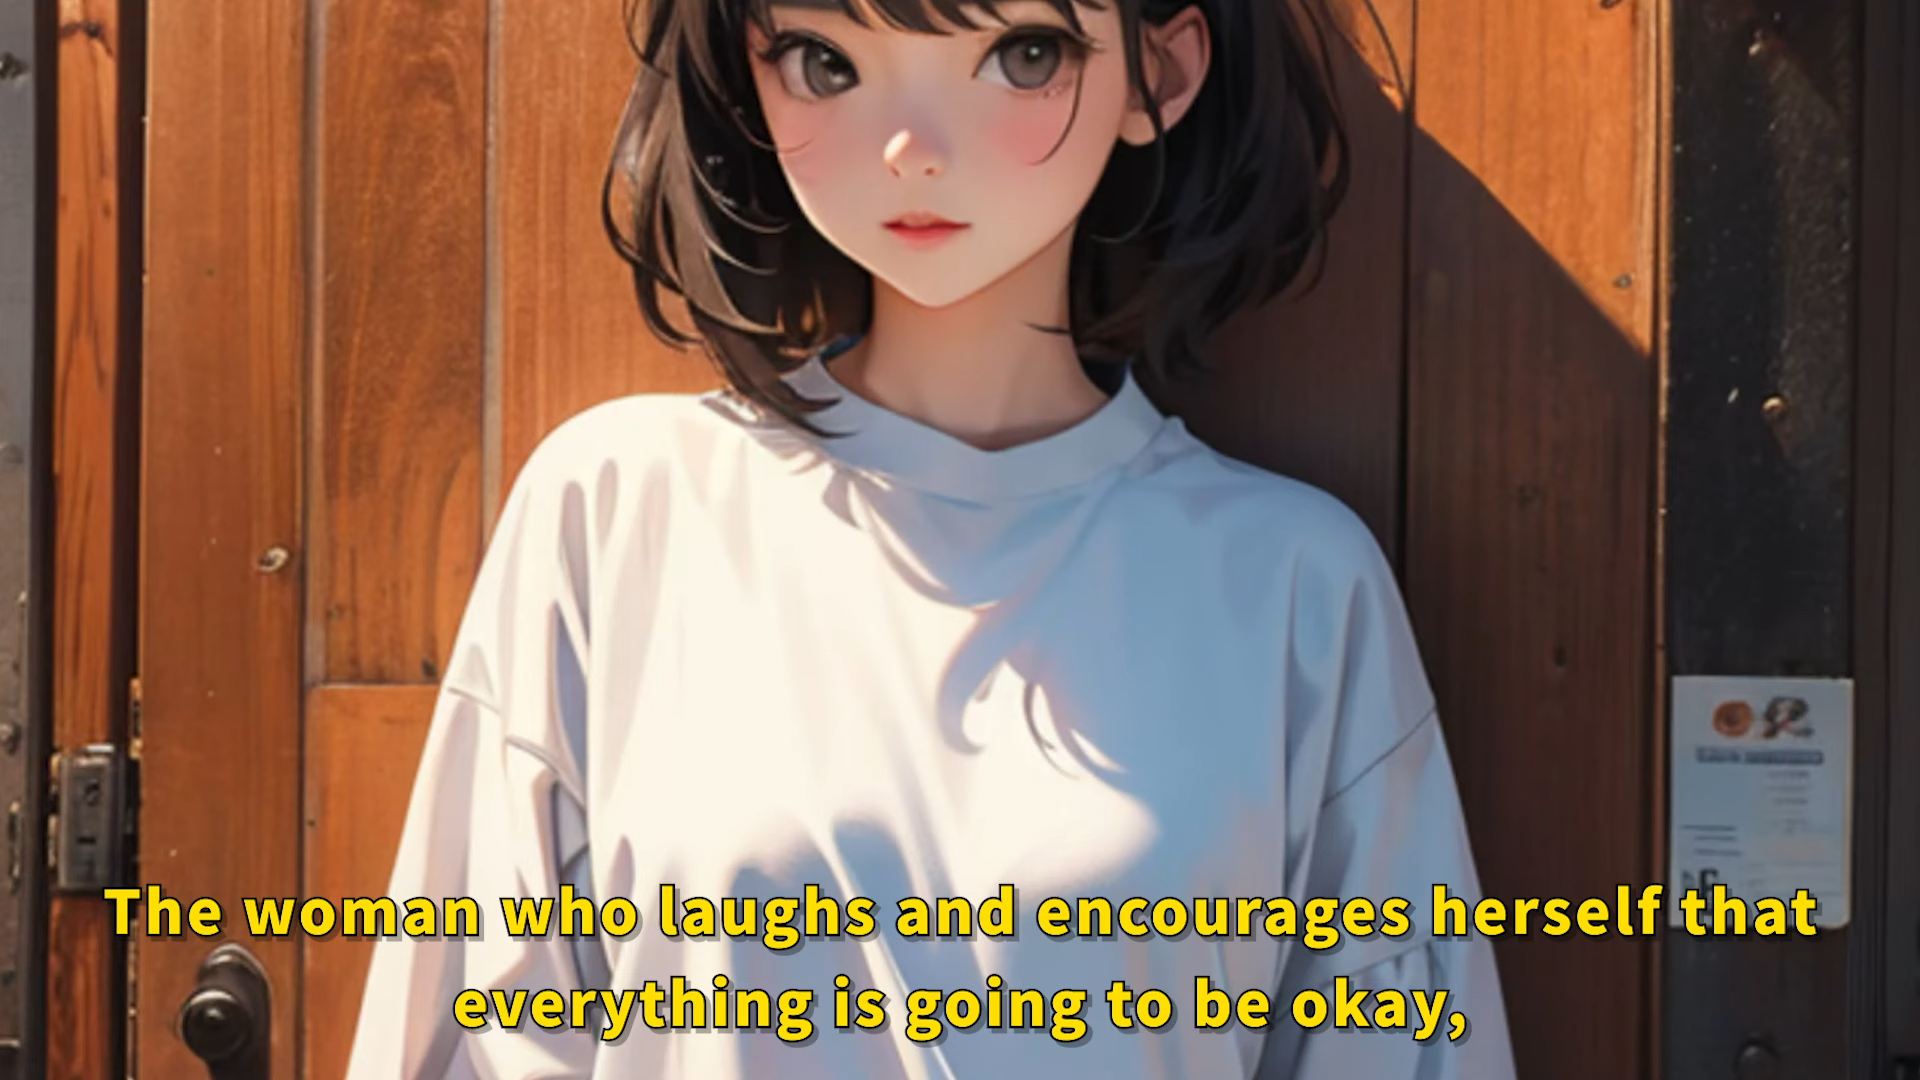 The woman who laughs and encourages herself that
everything is going to be okay,